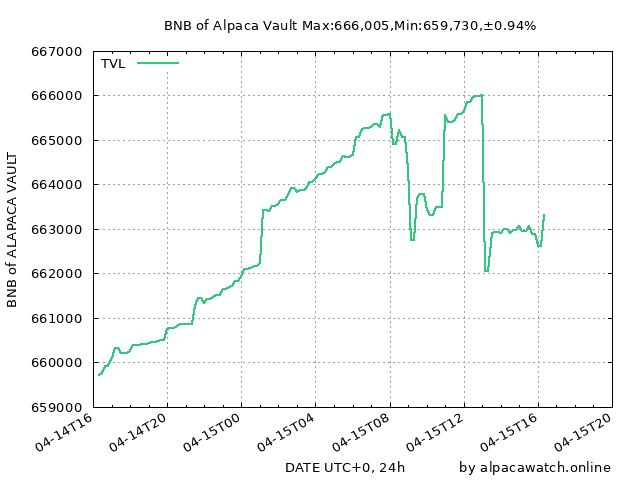 BNB of Alpaca Vault Max:666,005,Min:659,730,±0.94%
667000
TVL
666000
665000
664000
663000
662000
661000
660000
659000
BNB of ALAPACA VAULT
04-14T16
04-14T20
04-15T00
04-15T04
04-15T08
04-15T12
04-15T16
04-15T20
DATE UTC+0, 24h
by alpacawatch.online